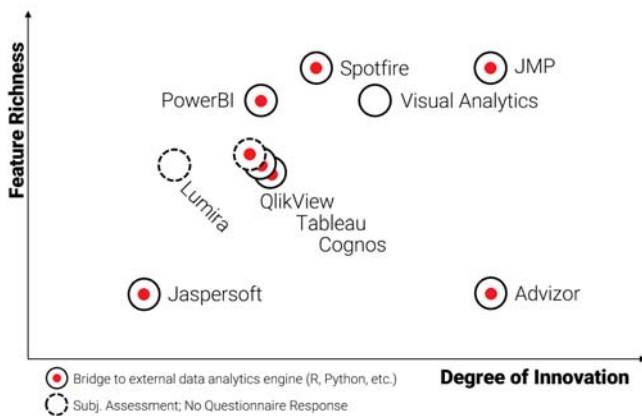 Feature Richness
Spotfire
JMP
PowerBI
Visual Analytics
Lumira
QlikView
Tableau
Cognos
Jaspersoft
Advizor
Degree of Innovation
Bridge to external data analytics engine (R, Python, etc.)
Subj. Assessment; No Questionnaire Response